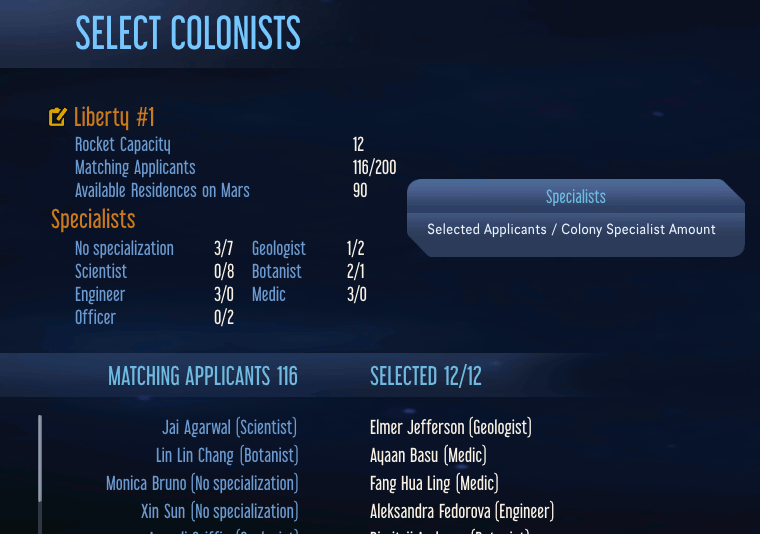 SELECT COLONISTS
Liberty #1
Rocket Capacity 12
Matching Applicants 116/200
Available Residences on Mars 90
Specialists
Selected Applicants / Colony Specialist Amount
Specialists
No specialization 3/7 Geologist 1/2
Scientist 0/8 Botanist 2/1
Engineer 3/0 Medic 3/0
Officer 0/2
MATCHING APPLICANTS 116 SELECTED 12/12
Jai Agarwal (Scientist) Elmer Jefferson (Geologist)
Lin Lin Chang (Botanist) Ayaan Basu (Medic)
Monica Bruno (No specialization) Fang Hua Ling (Medic)
Xin Sun (No specialization) Aleksandra Fedorova (Engineer)